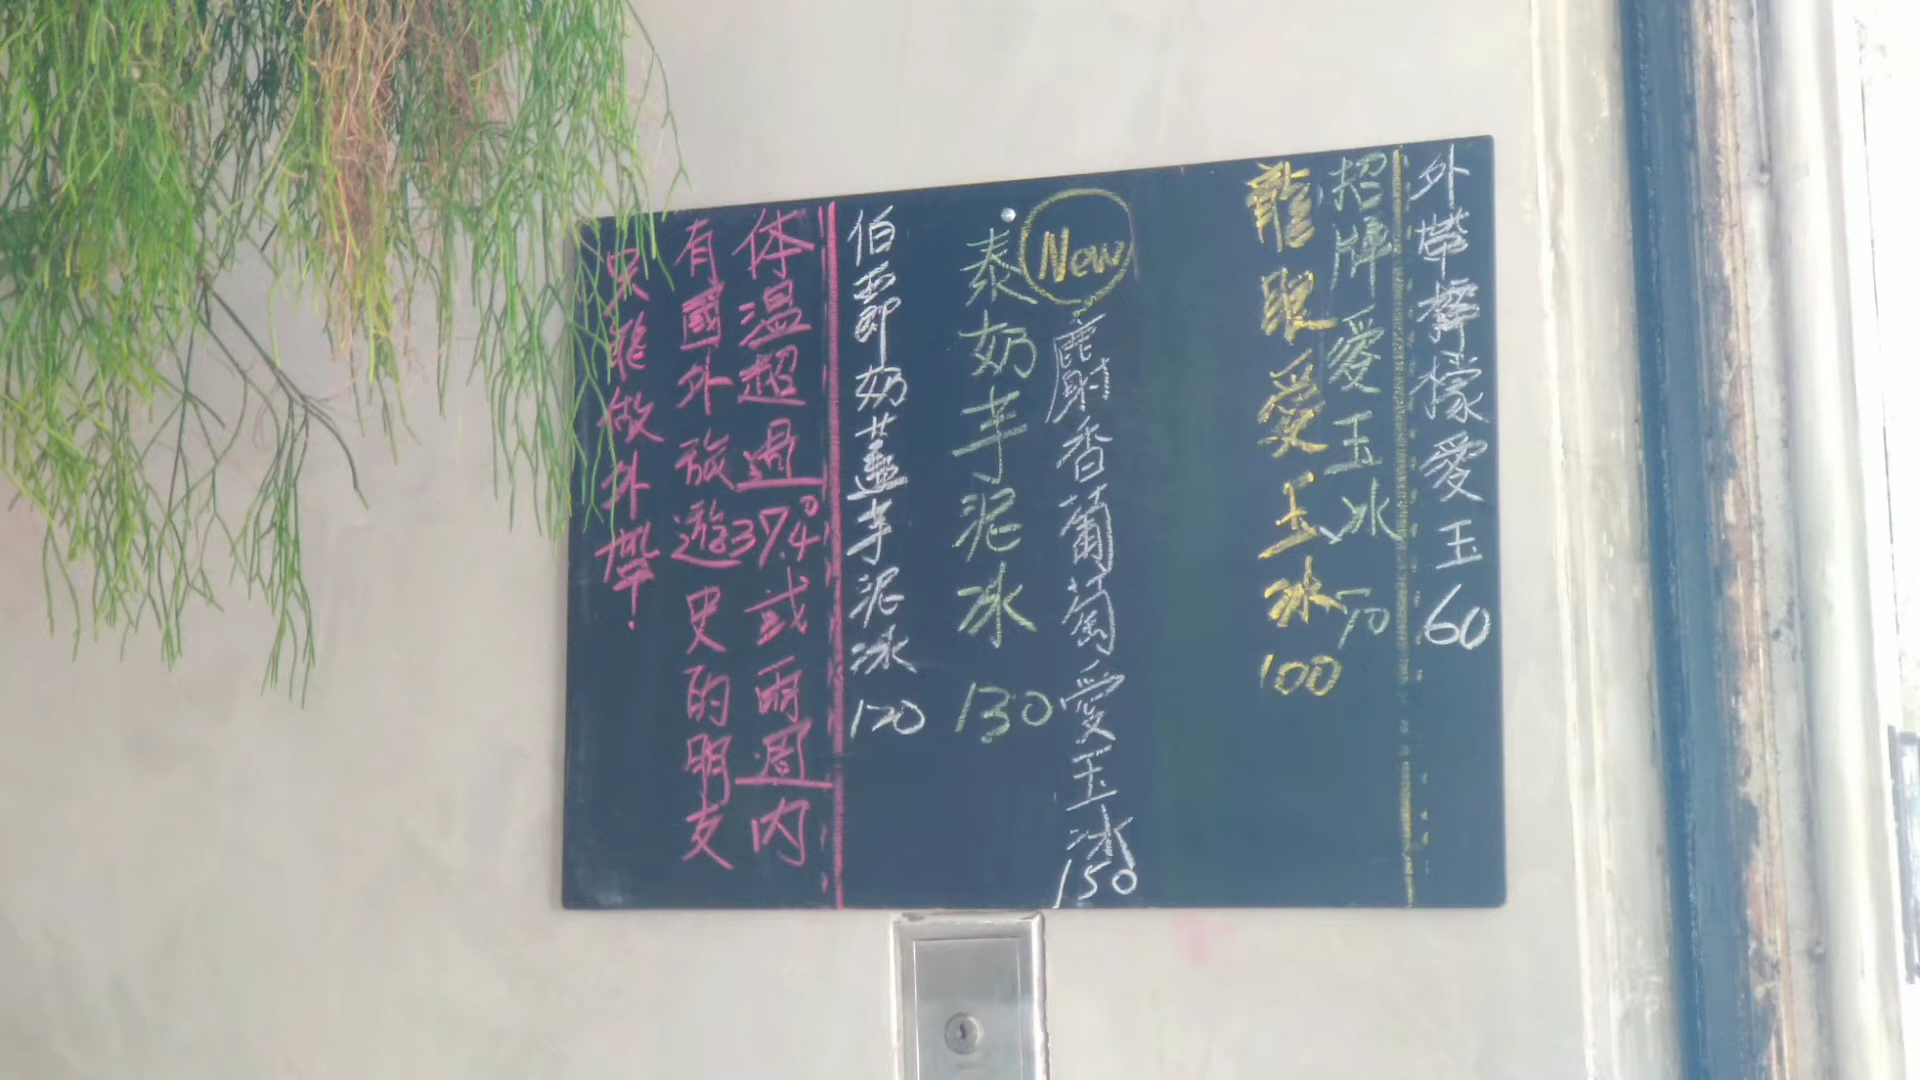 外帶檸檬愛玉 60
招牌愛玉冰 70
龍眼愛玉冰 100
New
麝香葡萄愛玉冰 150
泰奶芋泥冰 130
伯爵奶蓋芋泥冰 120
体温超過37.4°或兩週內
有國外旅遊史的朋友
只能做外帶!